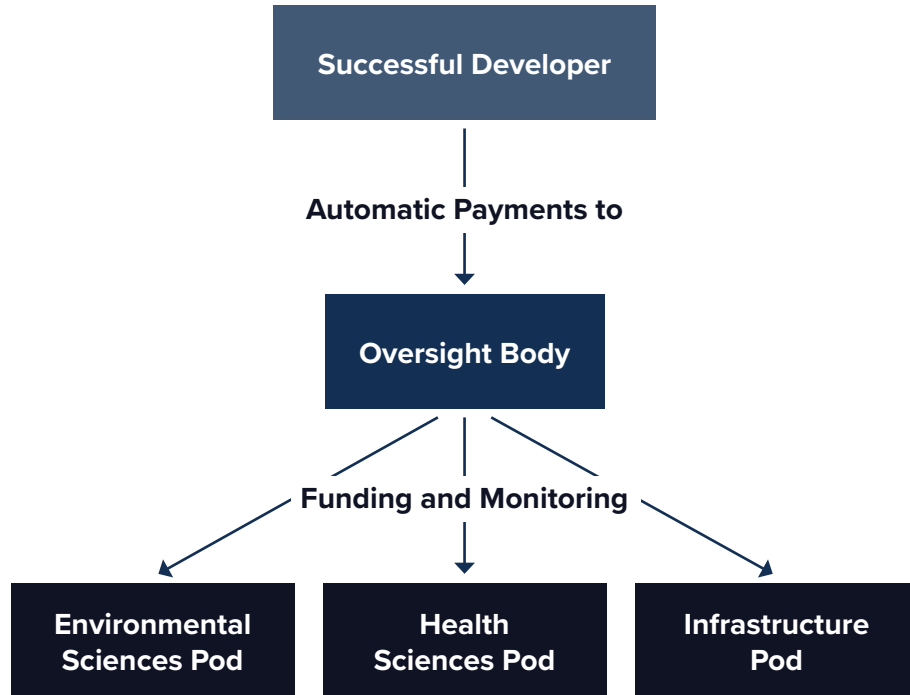 Successful Developer
Automatic Payments to
Oversight Body
Funding and Monitoring
Environmental
Sciences Pod
Health
Sciences Pod
Infrastructure
Pod